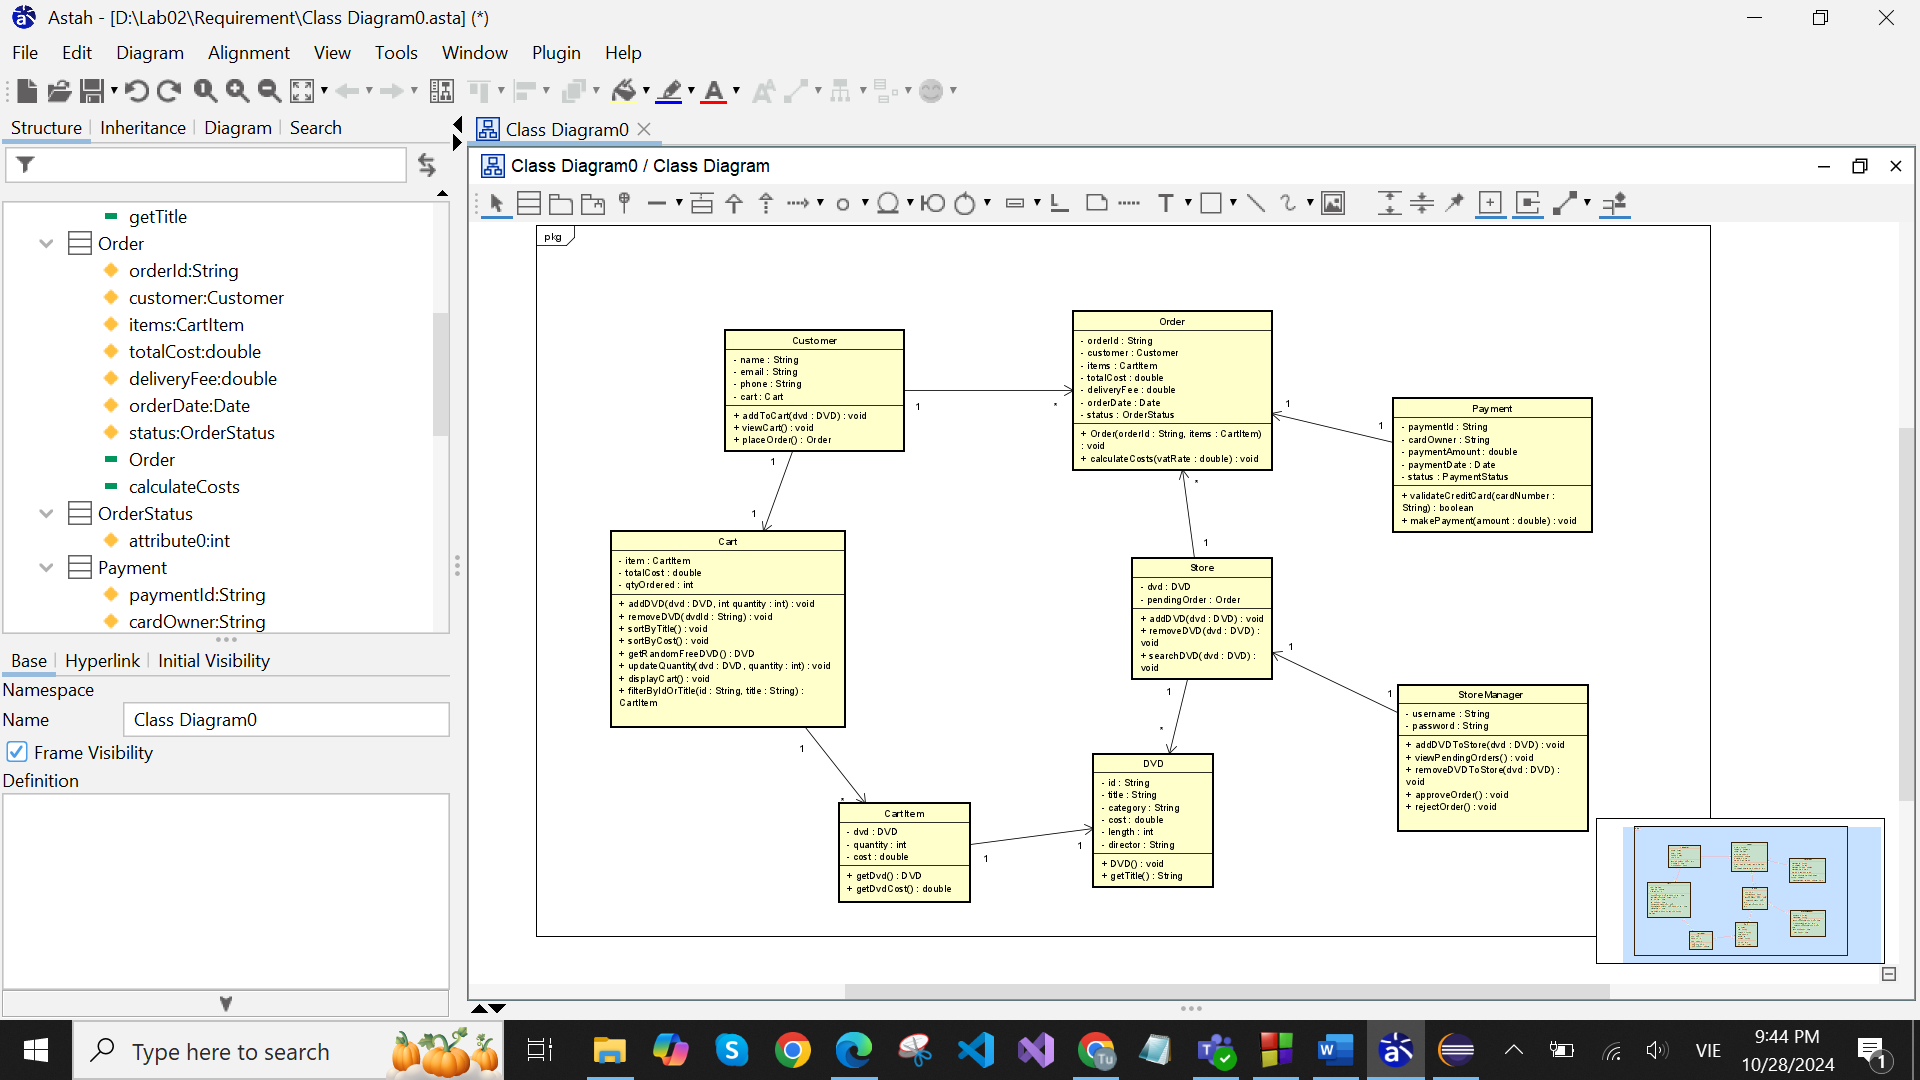 Astah - [D:\Lab02\Requirement\Class Diagram0.asta] (*)
File Edit Diagram Alignment View Tools Window Plugin Help
Structure Inheritance Diagram Search
getTitle
Order
orderId:String
customer:Customer
items:CartItem
totalCost:double
deliveryFee:double
orderDate:Date
status:OrderStatus
Order
calculateCosts
OrderStatus
attribute0:int
Payment
paymentId:String
cardOwner:String
Base Hyperlink Initial Visibility
Namespace
Name Class Diagram0
Frame Visibility
Definition
Class Diagram0
Class Diagram0 / Class Diagram
pkg
Customer
- name : String
- email : String
- phone : String
- cart : Cart
+ addToCart(dvd : DVD) : void
+ viewCart() : void
+ placeOrder() : Order
1
*
Order
- orderId : String
- customer : Customer
- items : CartItem
- totalCost : double
- deliveryFee : double
- orderDate : Date
- status : OrderStatus
+ Order(orderId : String, items : CartItem)
: void
+ calculateCosts(vatRate : double) : void
1
1
Payment
- paymentId : String
- cardOwner : String
- paymentAmount : double
- paymentDate : Date
- status : PaymentStatus
+ validateCreditCard(cardNumber :
String) : boolean
+ makePayment(amount : double) : void
1
1
Cart
- item : CartItem
- totalCost : double
- qtyOrdered : int
+ addDVD(dvd : DVD, int quantity : int) : void
+ removeDVD(dvdId : String) : void
+ sortByTitle() : void
+ sortByCost() : void
+ getRandomFreeDVD() : DVD
+ updateQuantity(dvd : DVD, quantity : int) : void
+ displayCart() : void
+ filterByIdOrTitle(id : String, title : String) :
CartItem
*
1
Store
- dvd : DVD
- pendingOrder : Order
+ addDVD(dvd : DVD) : void
+ removeDVD(dvd : DVD) :
void
+ searchDVD(dvd : DVD) :
void
1
1
StoreManager
- username : String
- password : String
+ addDVDToStore(dvd : DVD) : void
+ viewPendingOrders() : void
+ removeDVDToStore(dvd : DVD) :
void
+ approveOrder() : void
+ rejectOrder() : void
1
*
1
*
CartItem
- dvd : DVD
- quantity : int
- cost : double
+ getDvd() : DVD
+ getDvdCost() : double
1
1
DVD
- id : String
- title : String
- category : String
- cost : double
- length : int
- director : String
+ DVD() : void
+ getTitle() : String
Type here to search
VIE
9:44 PM
10/28/2024
1